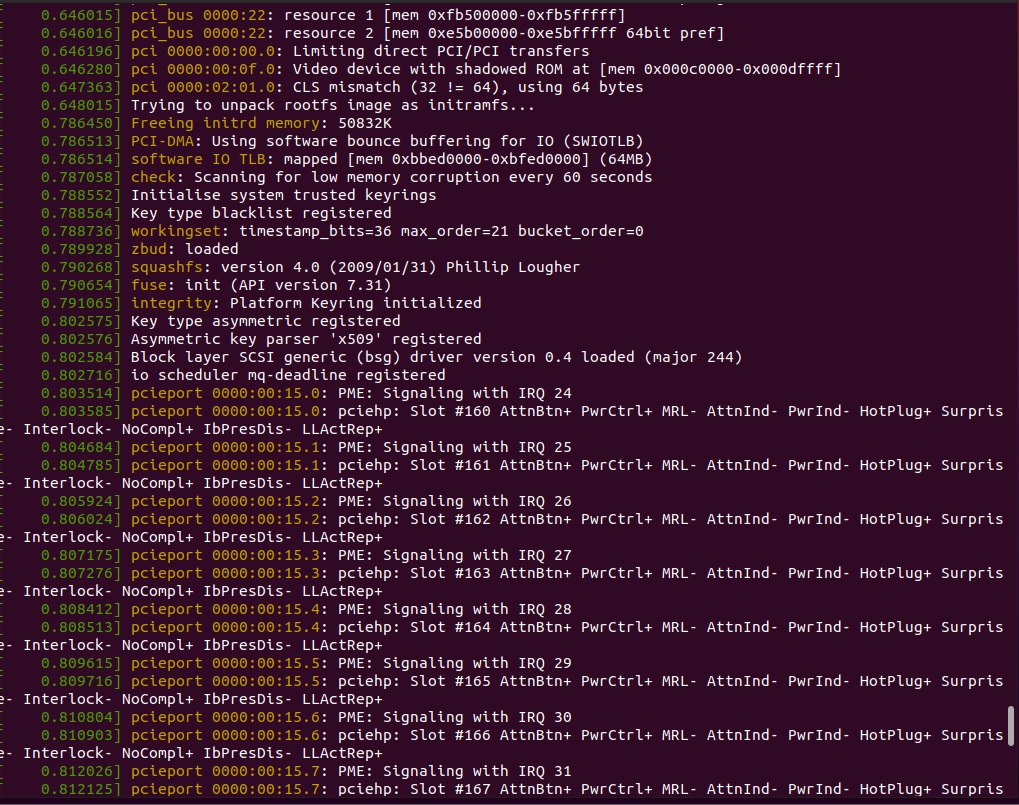 0.646015] pci_bus 0000:22: resource 1 [mem 0xfb500000-0xfb5fffff]
0.646016] pci_bus 0000:22: resource 2 [mem 0xe5b00000-0xe5bfffff 64bit pref]
0.646196] pci 0000:00:00.0: Limiting direct PCI/PCI transfers
0.646280] pci 0000:00:0f.0: Video device with shadowed ROM at [mem 0x000c0000-0x000dffff]
0.647363] pci 0000:02:01.0: CLS mismatch (32 != 64), using 64 bytes
0.648015] Trying to unpack rootfs image as initramfs...
0.786450] Freeing initrd memory: 50832K
0.786513] PCI-DMA: Using software bounce buffering for IO (SWIOTLB)
0.786514] software IO TLB: mapped [mem 0xbbed0000-0xbfed0000] (64MB)
0.787058] check: Scanning for low memory corruption every 60 seconds
0.788552] Initialise system trusted keyrings
0.788564] Key type blacklist registered
0.788736] workingset: timestamp_bits=36 max_order=21 bucket_order=0
0.789928] zbud: loaded
0.790268] squashfs: version 4.0 (2009/01/31) Phillip Lougher
0.790654] fuse: init (API version 7.31)
0.791065] integrity: Platform Keyring initialized
0.802575] Key type asymmetric registered
0.802576] Asymmetric key parser 'x509' registered
0.802584] Block layer SCSI generic (bsg) driver version 0.4 loaded (major 244)
0.802716] io scheduler mq-deadline registered
0.803514] pcieport 0000:00:15.0: PME: Signaling with IRQ 24
0.803585] pcieport 0000:00:15.0: pciehp: Slot #160 AttnBtn+ PwrCtrl+ MRL- AttnInd- PwrInd- HotPlug+ Surpris
e- Interlock- NoCompl+ IbPresDis- LLActRep+
0.804684] pcieport 0000:00:15.1: PME: Signaling with IRQ 25
0.804785] pcieport 0000:00:15.1: pciehp: Slot #161 AttnBtn+ PwrCtrl+ MRL- AttnInd- PwrInd- HotPlug+ Surpris
e- Interlock- NoCompl+ IbPresDis- LLActRep+
0.805924] pcieport 0000:00:15.2: PME: Signaling with IRQ 26
0.806024] pcieport 0000:00:15.2: pciehp: Slot #162 AttnBtn+ PwrCtrl+ MRL- AttnInd- PwrInd- HotPlug+ Surpris
e- Interlock- NoCompl+ IbPresDis- LLActRep+
0.807175] pcieport 0000:00:15.3: PME: Signaling with IRQ 27
0.807276] pcieport 0000:00:15.3: pciehp: Slot #163 AttnBtn+ PwrCtrl+ MRL- AttnInd- PwrInd- HotPlug+ Surpris
e- Interlock- NoCompl+ IbPresDis- LLActRep+
0.808412] pcieport 0000:00:15.4: PME: Signaling with IRQ 28
0.808513] pcieport 0000:00:15.4: pciehp: Slot #164 AttnBtn+ PwrCtrl+ MRL- AttnInd- PwrInd- HotPlug+ Surpris
e- Interlock- NoCompl+ IbPresDis- LLActRep+
0.809615] pcieport 0000:00:15.5: PME: Signaling with IRQ 29
0.809716] pcieport 0000:00:15.5: pciehp: Slot #165 AttnBtn+ PwrCtrl+ MRL- AttnInd- PwrInd- HotPlug+ Surpris
e- Interlock- NoCompl+ IbPresDis- LLActRep+
0.810804] pcieport 0000:00:15.6: PME: Signaling with IRQ 30
0.810903] pcieport 0000:00:15.6: pciehp: Slot #166 AttnBtn+ PwrCtrl+ MRL- AttnInd- PwrInd- HotPlug+ Surpris
e- Interlock- NoCompl+ IbPresDis- LLActRep+
0.812026] pcieport 0000:00:15.7: PME: Signaling with IRQ 31
0.812125] pcieport 0000:00:15.7: pciehp: Slot #167 AttnBtn+ PwrCtrl+ MRL- AttnInd- PwrInd- HotPlug+ Surpris